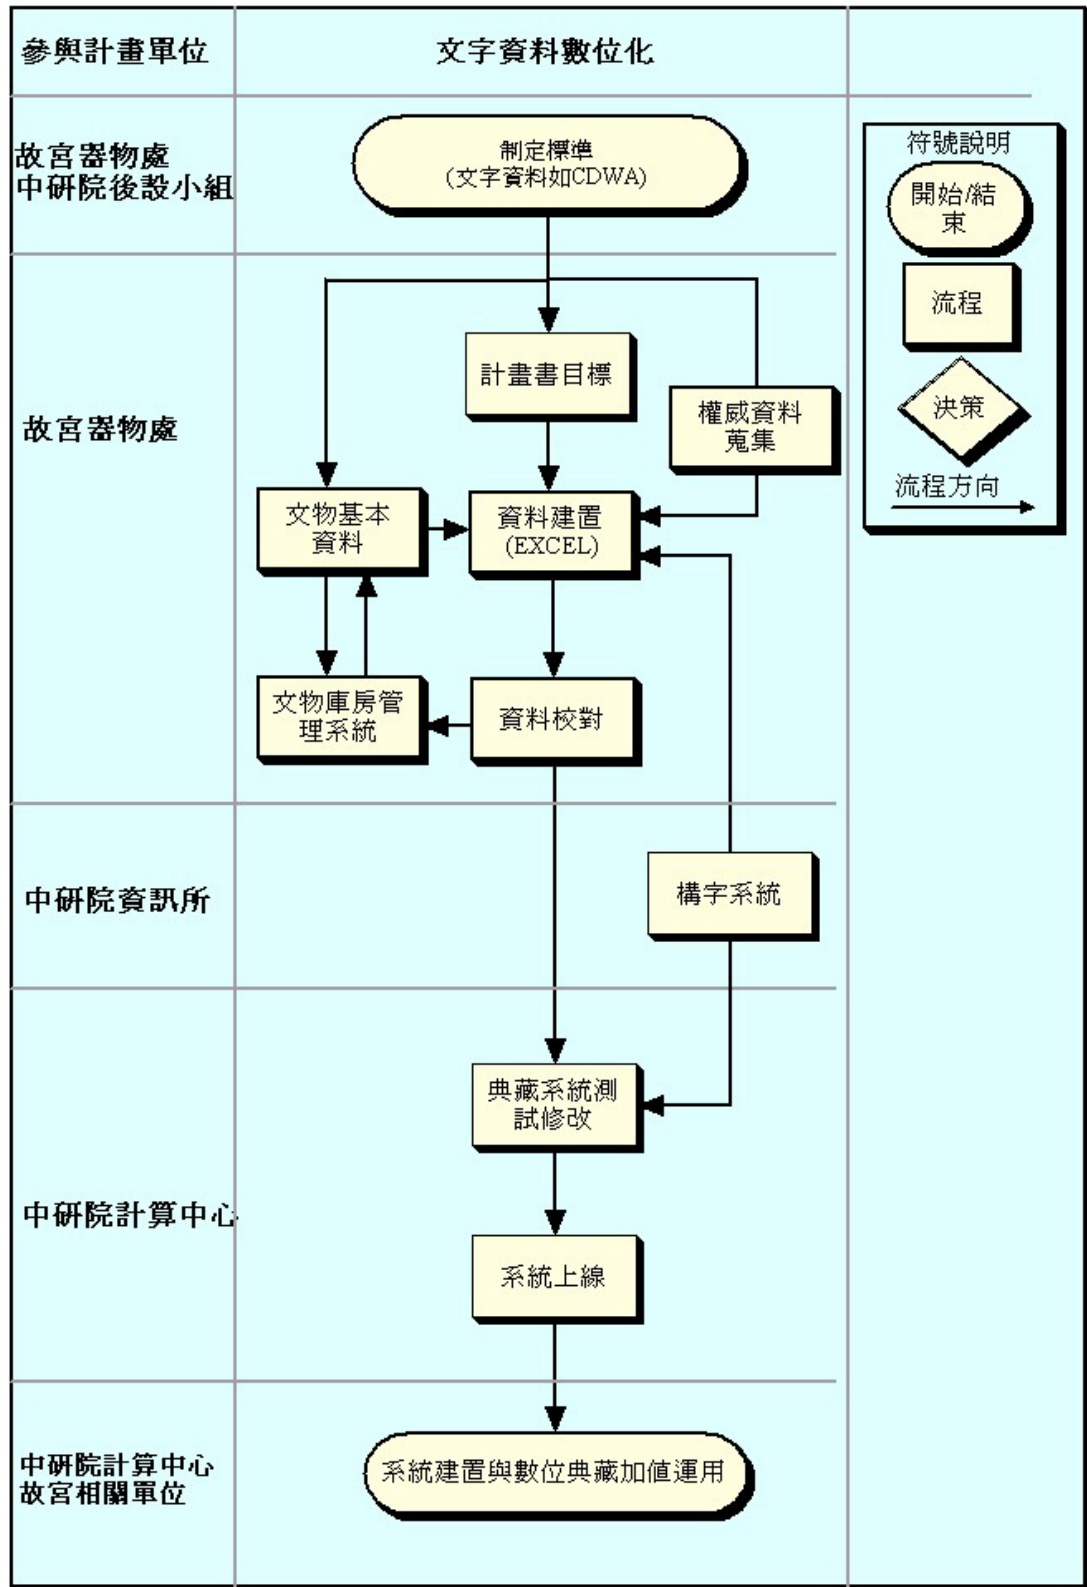 參與計畫單位
文字資料數位化
故宮器物處
中研院後設小組
制定標準
(文字資料如CDWA)
符號說明
開始/結
束
流程
決策
流程方向
故宮器物處
計畫書目標
權威資料
蒐集
文物基本
資料
資料建置
(EXCEL)
文物庫房管
理系統
資料校對
中研院資訊所
構字系統
中研院計算中心
典藏系統測
試修改
系統上線
中研院計算中心
故宮相關單位
系統建置與數位典藏加值運用